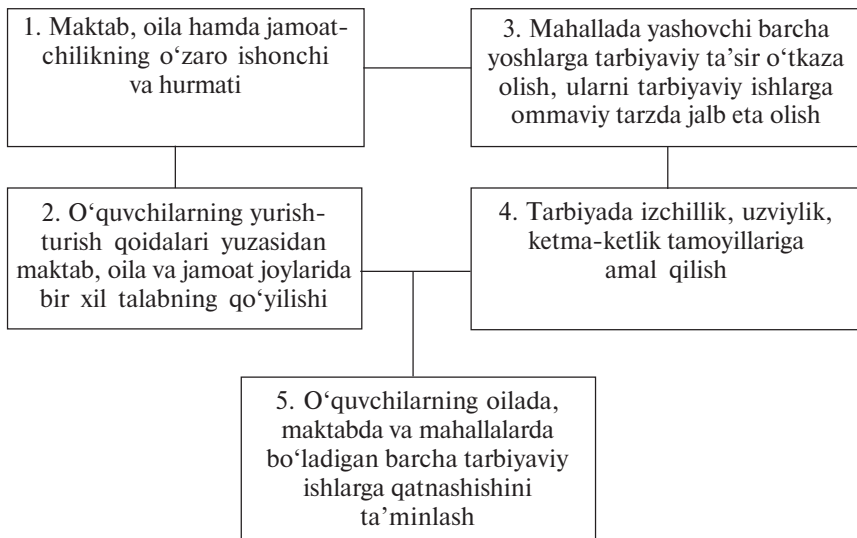 1. Maktab, oila hamda jamoat-
chilikning o‘zaro ishonchi
va hurmati
3. Mahallada yashovchi barcha
yoshlarga tarbiyaviy ta’sir o‘tkaza
olish, ularni tarbiyaviy ishlarga
ommaviy tarzda jalb eta olish
2. O‘quvchilarning yurish-
turish qoidalari yuzasidan
maktab, oila va jamoat joylarida
bir xil talabning qo‘yilishi
4. Tarbiyada izchillik, uzviylik,
ketma-ketlik tamoyillariga
amal qilish
5. O‘quvchilarning oilada,
maktabda va mahallalarda
bo‘ladigan barcha tarbiyaviy
ishlarga qatnashishini
ta’minlash